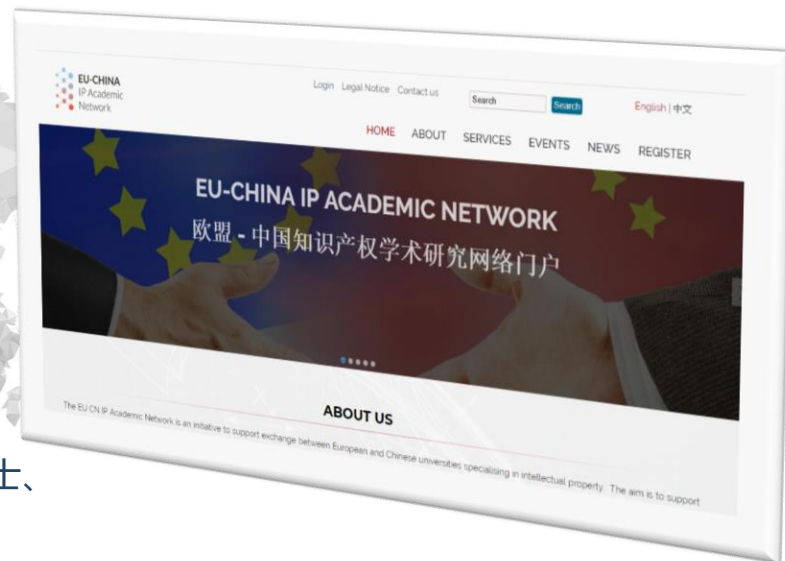 EU-CHINA
IP Academic
Network
Login Legal Notice Contact us
Search
Search
English | 中文
HOME ABOUT SERVICES EVENTS NEWS REGISTER
EU-CHINA IP ACADEMIC NETWORK
欧盟 - 中国知识产权学术研究网络门户
ABOUT US
The EU CN IP Academic Network is an initiative to support exchange between European and Chinese universities specialising in intellectual property. The aim is to support
士、